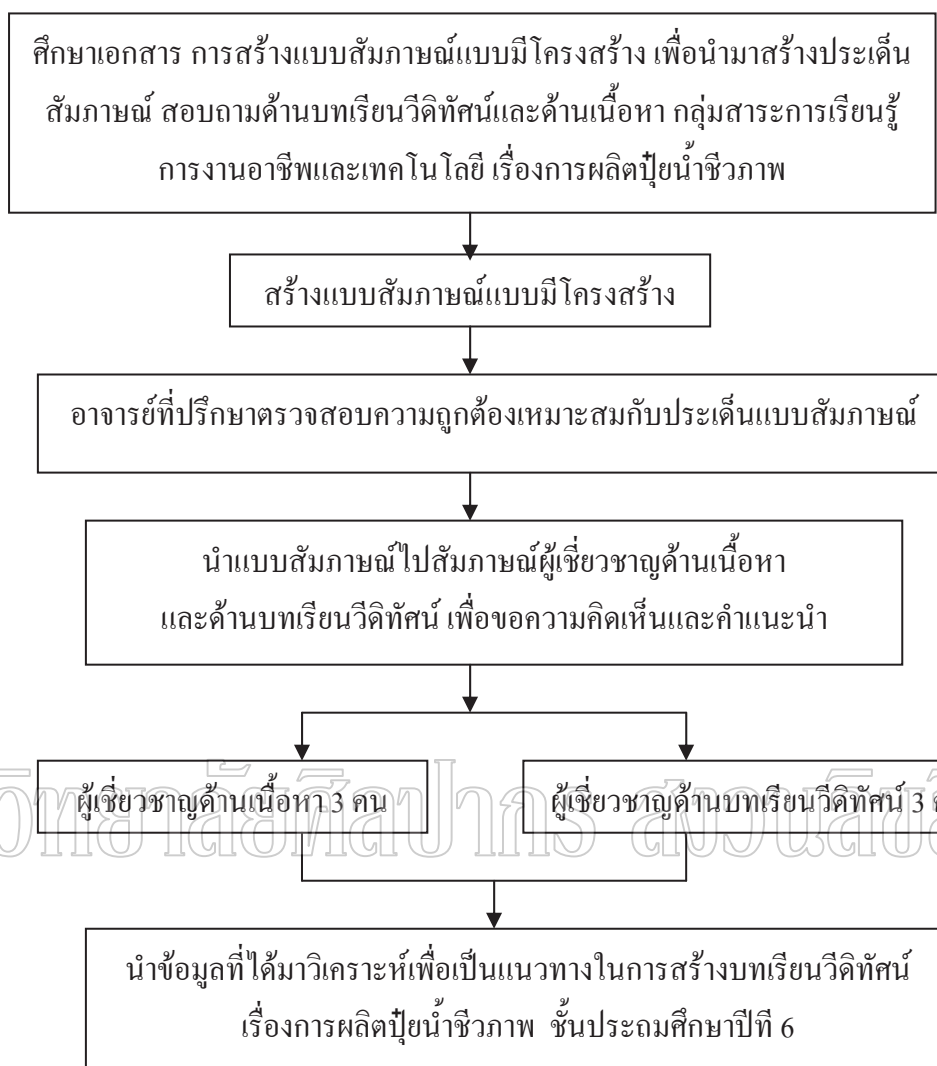 ศึกษาเอกสาร การสร้างแบบสัมภาษณ์แบบมีโครงสร้าง เพื่อนำมาสร้างประเด็น
สัมภาษณ์ สอบถามด้านบทเรียนวีดิทัศน์และด้านเนื้อหา กลุ่มสาระการเรียนรู้
การงานอาชีพและเทคโนโลยี เรื่องการผลิตปุ๋ยน้ำชีวภาพ
สร้างแบบสัมภาษณ์แบบมีโครงสร้าง
อาจารย์ที่ปรึกษาตรวจสอบความถูกต้องเหมาะสมกับประเด็นแบบสัมภาษณ์
นำแบบสัมภาษณ์ไปสัมภาษณ์ผู้เชี่ยวชาญด้านเนื้อหา
และด้านบทเรียนวีดิทัศน์ เพื่อขอความคิดเห็นและคำแนะนำ
ผู้เชี่ยวชาญด้านเนื้อหา 3 คน
ผู้เชี่ยวชาญด้านบทเรียนวีดิทัศน์ 3
นำข้อมูลที่ได้มาวิเคราะห์เพื่อเป็นแนวทางในการสร้างบทเรียนวีดิทัศน์
เรื่องการผลิตปุ๋ยน้ำชีวภาพ ชั้นประถมศึกษาปีที 6